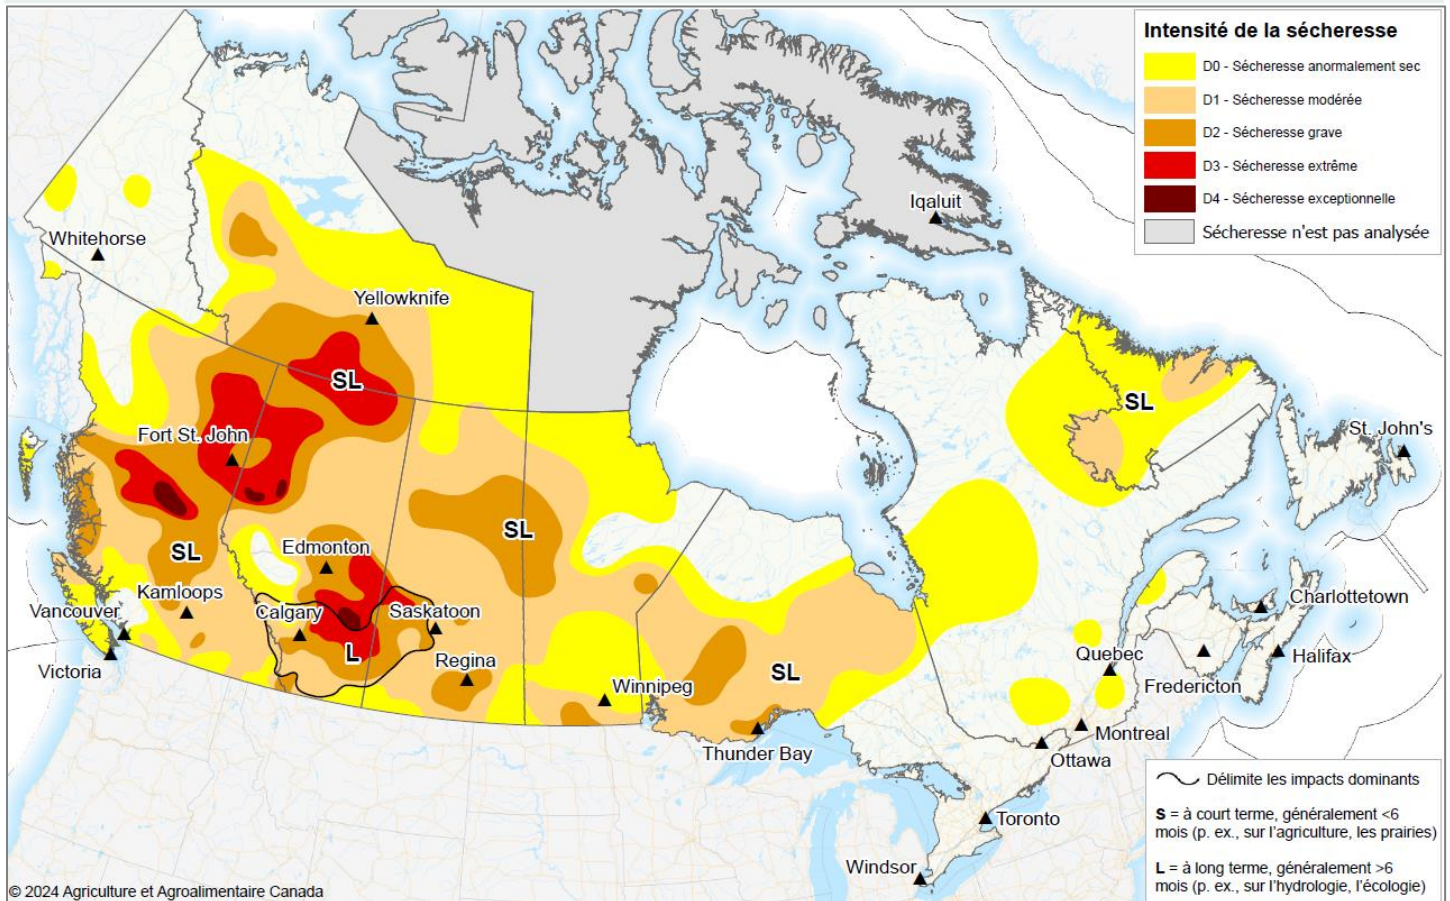 Intensité de la sécheresse
D0 - Sécheresse anormalement sec
D1 - Sécheresse modérée
D2 - Sécheresse grave
D3 - Sécheresse extrême
D4 - Sécheresse exceptionnelle
Sécheresse n'est pas analysée
Iqaluit
Whitehorse
Yellowknife
SL
SL
Fort St. John
St. John's
SL
SL
Edmonton
Kamloops
Vancouver
Calgary
Saskatoon
Charlottetown
Victoria
L
Regina
SL
Quebec
Halifax
Winnipeg
Fredericton
Thunder Bay
Montreal
Ottawa
Toronto
Windsor
Délimite les impacts dominants
S = à court terme, généralement <6
mois (p. ex., sur l'agriculture, les prairies)
L = à long terme, généralement >6
mois (p. ex., sur l'hydrologie, l'écologie)
© 2024 Agriculture et Agroalimentaire Canada